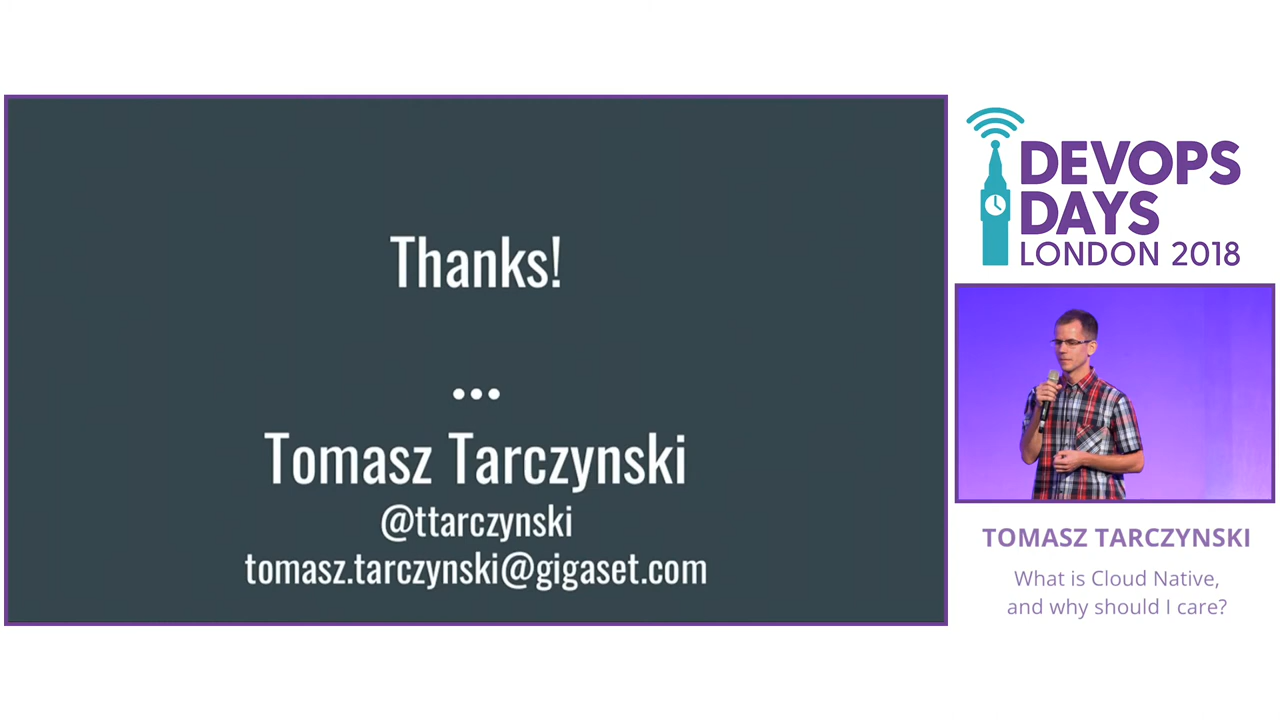 Thanks!
...
Tomasz Tarczynski
@ttarczynski
tomasz.tarczynski@gigaset.com
DEVOPS
DAYS
LONDON 2018
TOMASZ TARCZYNSKI
What is Cloud Native,
and why should I care?